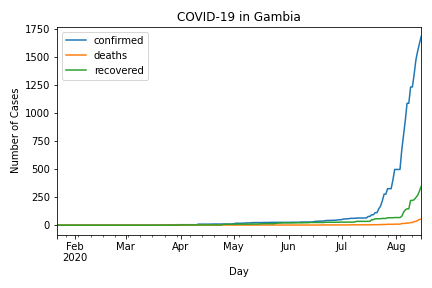 COVID-19 in Gambia
confirmed
deaths
recovered
Number of Cases
1750
1500
1250
1000
750
500
250
0
Feb Mar Apr May Jun Jul Aug
2020
Day